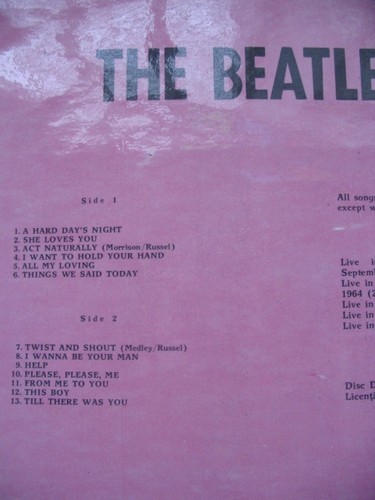 THE BEATLE
Side 1
1. A HARD DAY'S NIGHT
2. SHE LOVES YOU
3. ACT NATURALLY (Morrison/Russel)
4. I WANT TO HOLD YOUR HAND
5. ALL MY LOVING
6. THINGS WE SAID TODAY
Side 2
7. TWIST AND SHOUT (Medley/Russel)
8. I WANNA BE YOUR MAN
9. HELP
10. PLEASE, PLEASE, ME
11. FROM ME TO YOU
12. THIS BOY
13. TILL THERE WAS YOU
All song
except w
Live in
Septem
Live in
1964 (2
Live in
Live in
Live in
Disc D
Licenți